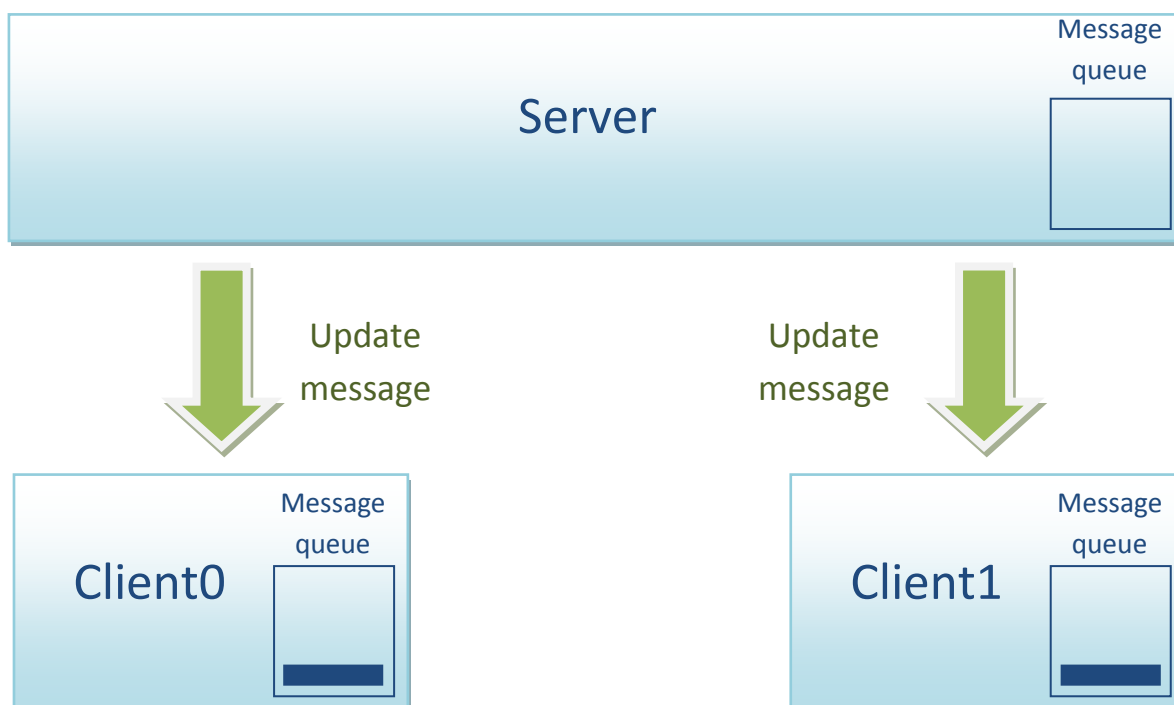 Message
queue
Server
Update
message
Update
message
Message
queue
Client0
Message
queue
Client1